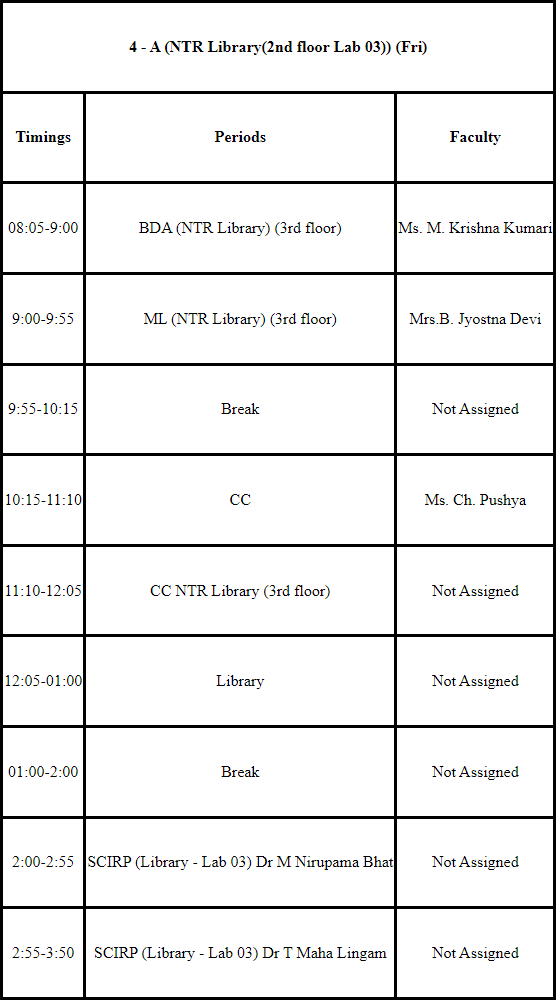 4 - A (NTR Library(2nd floor Lab 03)) (Fri)
Timings Periods Faculty
08:05-9:00 BDA (NTR Library) (3rd floor) Ms. M. Krishna Kumari
9:00-9:55 ML (NTR Library) (3rd floor) Mrs.B. Jyostna Devi
9:55-10:15 Break Not Assigned
10:15-11:10 CC Ms. Ch. Pushya
11:10-12:05 CC NTR Library (3rd floor) Not Assigned
12:05-01:00 Library Not Assigned
01:00-2:00 Break Not Assigned
2:00-2:55 SCIRP (Library - Lab 03) Dr M Nirupama Bhat Not Assigned
2:55-3:50 SCIRP (Library - Lab 03) Dr T Maha Lingam Not Assigned